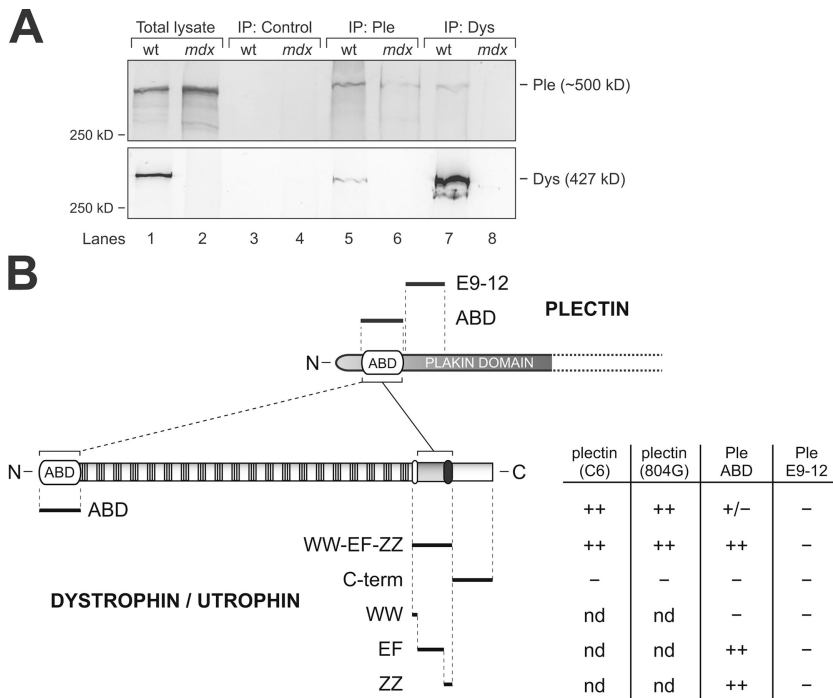 A
Total lysate IP: Control IP: Ple IP: Dys
wt mdx wt mdx wt mdx wt mdx
Ple (~500 kD)
250 kD
Dys (427 kD)
250 kD
Lanes 1 2 3 4 5 6 7 8
B
E9-12
ABD
PLECTIN
N ABD PLAKIN DOMAIN
N ABD C
ABD
WW-EF-ZZ
C-term
DYSTROPHIN / UTROPHIN
WW
EF
ZZ
plectin (C6) plectin (804G) Ple ABD Ple E9-12
++ ++ +/– –
++ ++ ++ –
– – – –
nd nd – –
nd nd ++ –
nd nd ++ –